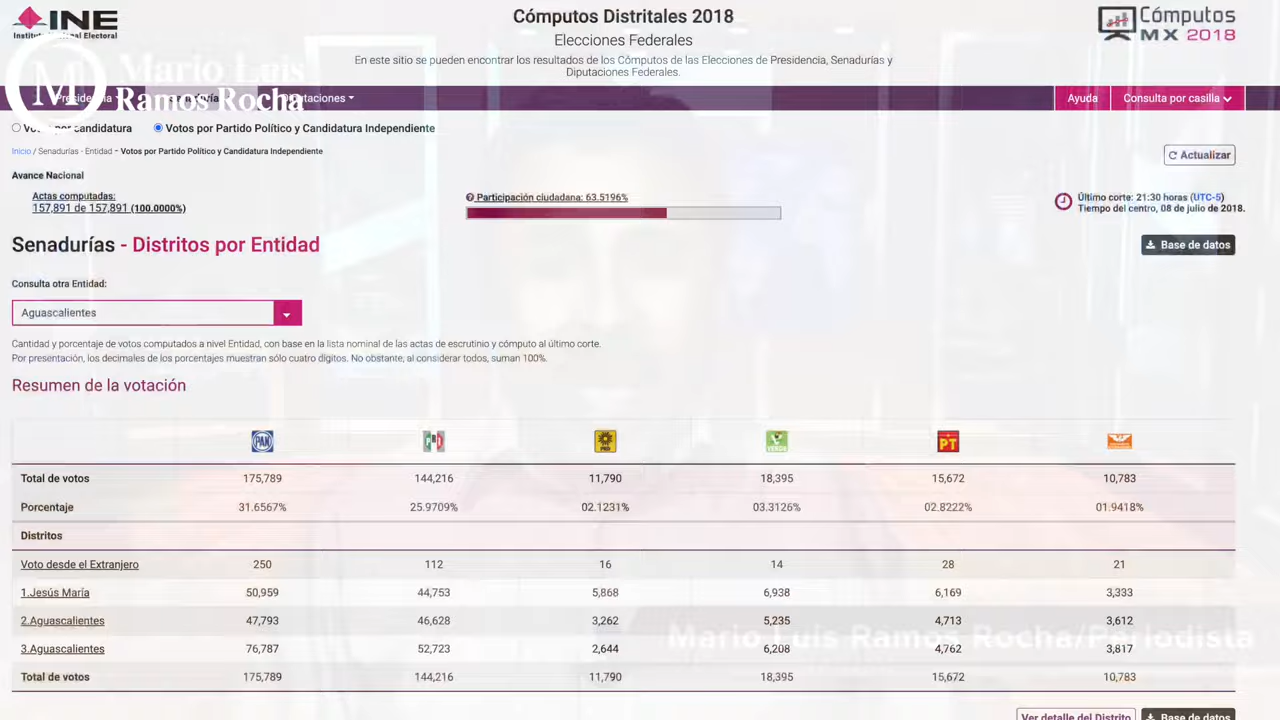 INE
Instituto Nacional Electoral
Cómputos Distritales 2018
Elecciones Federales
En este sitio se pueden encontrar los resultados de los Cómputos de las Elecciones de Presidencia, Senadurías y
Diputaciones Federales.
Cómputos
MX 2018
M
Mario Luis
Ramos Rocha
Presidencia
Diputaciones
Ayuda
Consulta por casilla
Votos por candidatura
Votos por Partido Político y Candidatura Independiente
Inicio / Senadurías - Entidad - Votos por Partido Político y Candidatura Independiente
Actualizar
Avance Nacional
Actas computadas:
157,891 de 157,891 (100.0000%)
Participación ciudadana: 63.5196%
Último corte: 21:30 horas (UTC-5)
Tiempo del centro, 08 de julio de 2018.
Senadurías - Distritos por Entidad
Base de datos
Consulta otra Entidad:
Aguascalientes
Cantidad y porcentaje de votos computados a nivel Entidad, con base en la lista nominal de las actas de escrutinio y cómputo al último corte.
Por presentación, los decimales de los porcentajes muestran sólo cuatro dígitos. No obstante, al considerar todos, suman 100%.
Resumen de la votación
PAN PRI PRD VERDE PT
Total de votos 175,789 144,216 11,790 18,395 15,672 10,783
Porcentaje 31.6567% 25.9709% 02.1231% 03.3126% 02.8222% 01.9418%
Distritos
Voto desde el Extranjero 250 112 16 14 28 21
1.Jesús María 50,959 44,753 5,868 6,938 6,169 3,333
2.Aguascalientes 47,793 46,628 3,262 5,235 4,713 3,612
Mario Luis Ramos Rocha/Periodista
3.Aguascalientes 76,787 52,723 2,644 6,208 4,762 3,817
Total de votos 175,789 144,216 11,790 18,395 15,672 10,783
Ver detalle del Distrito
Base de datos